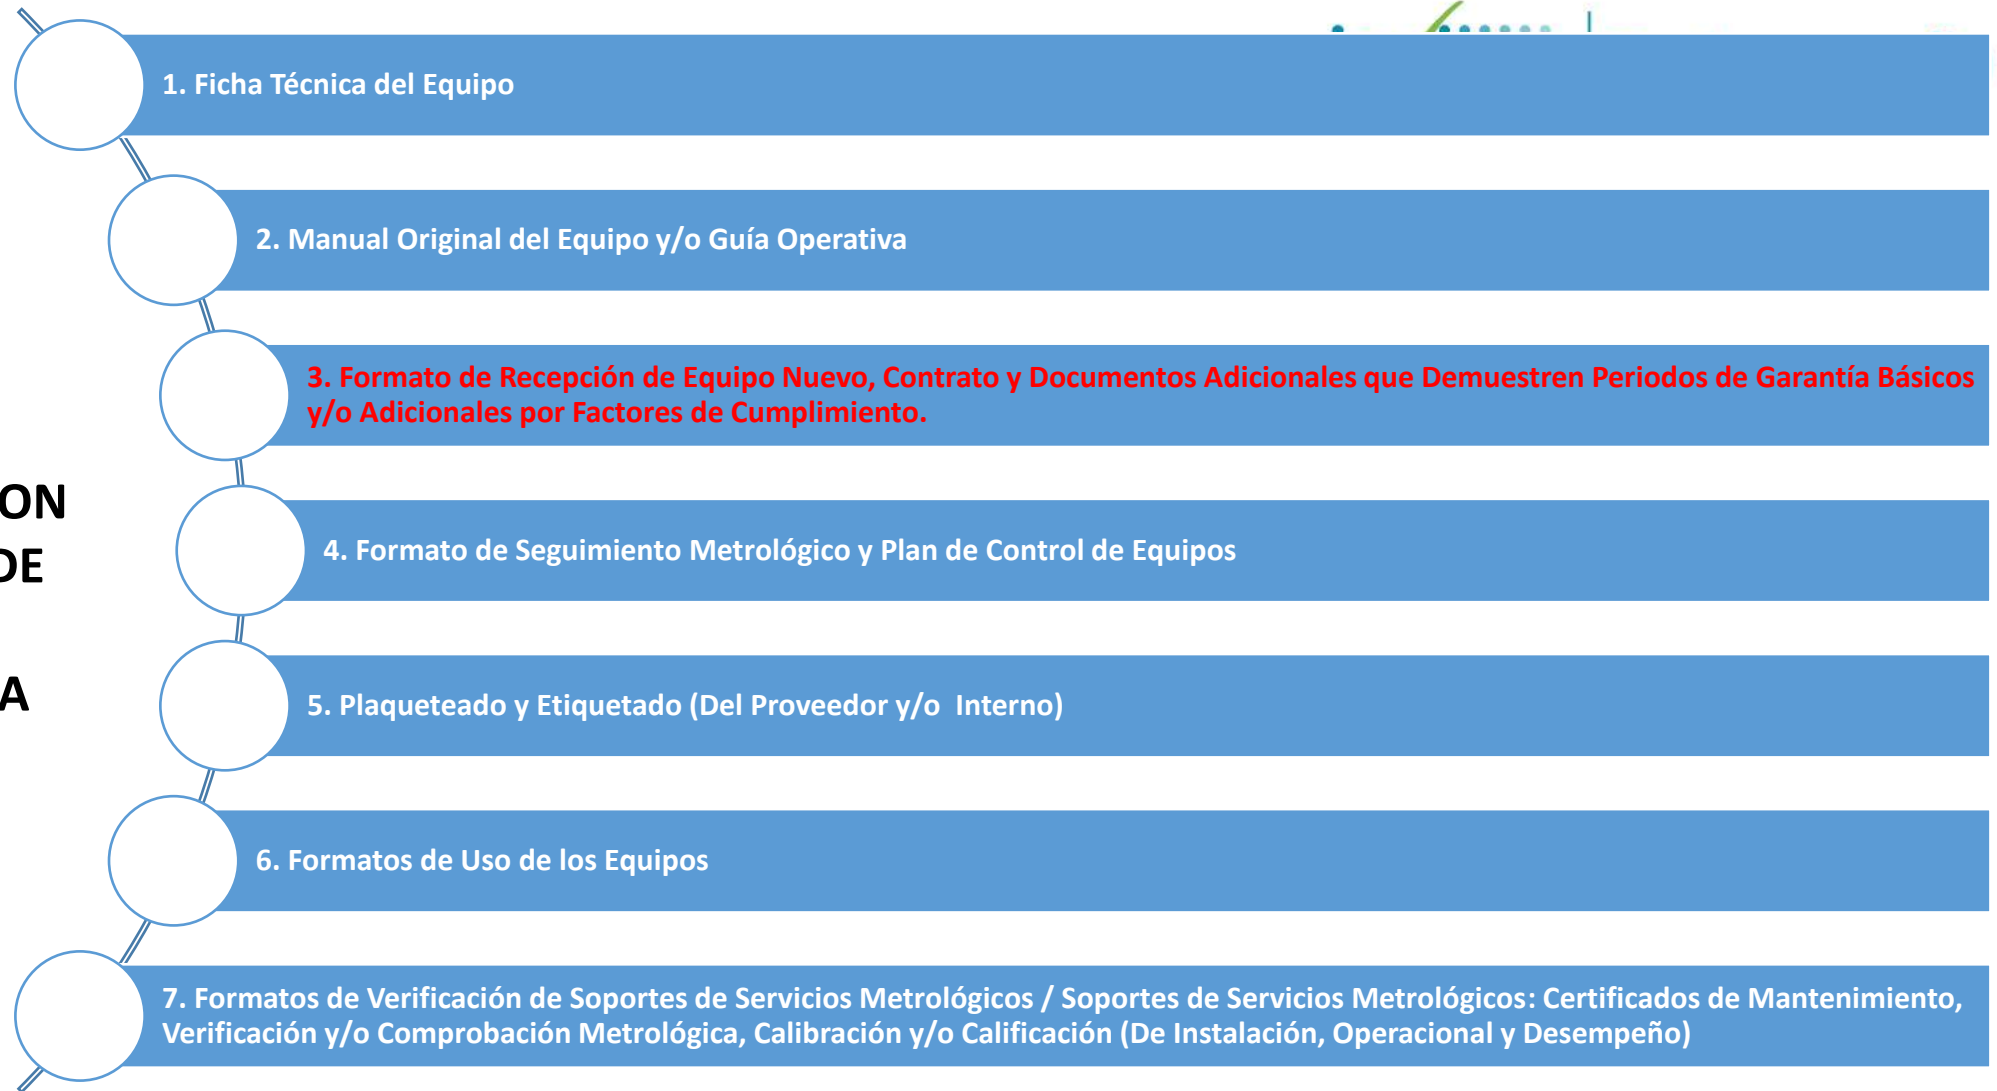 1. Ficha Técnica del Equipo
2. Manual Original del Equipo y/o Guía Operativa
3. Formato de Recepción de Equipo Nuevo, Contrato y Documentos Adicionales que Demuestren Periodos de Garantía Básicos
y/o Adicionales por Factores de Cumplimiento.
ON
DE
A
4. Formato de Seguimiento Metrológico y Plan de Control de Equipos
5. Plaqueteado y Etiquetado (Del Proveedor y/o  Interno)
6. Formatos de Uso de los Equipos
7. Formatos de Verificación de Soportes de Servicios Metrológicos / Soportes de Servicios Metrológicos: Certificados de Mantenimiento,
Verificación y/o Comprobación Metrológica, Calibración y/o Calificación (De Instalación, Operacional y Desempeño)